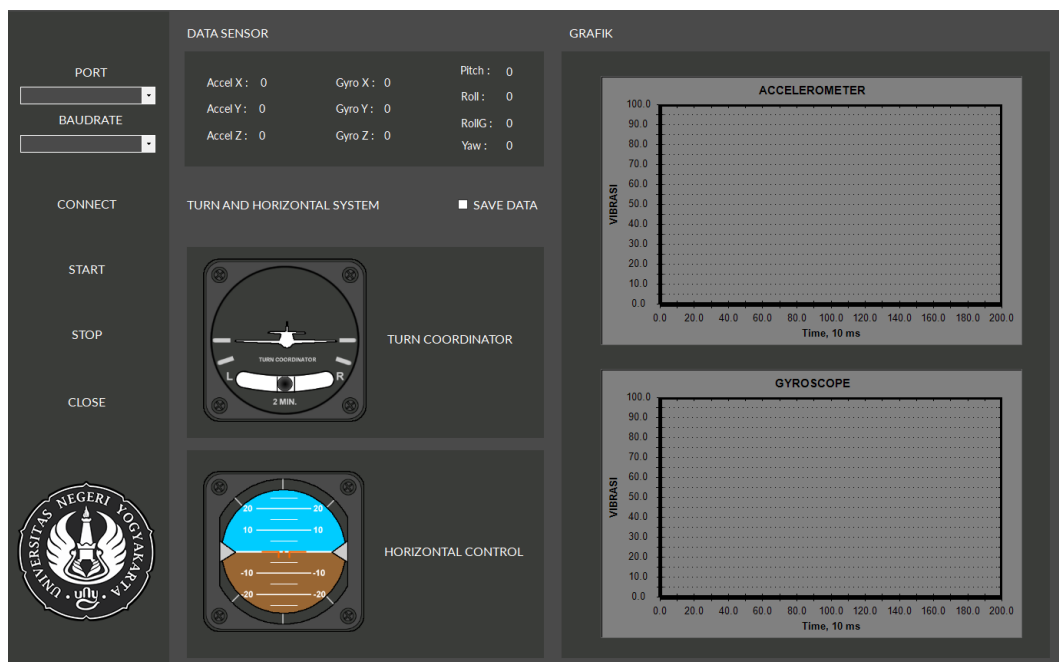 PORT
BAUDRATE
CONNECT
START
STOP
CLOSE
UNIVERSITAS NEGERI YOGYAKARTA
uny
DATA SENSOR
Accel X : 0
Accel Y : 0
Accel Z : 0
Gyro X : 0
Gyro Y : 0
Gyro Z : 0
Pitch : 0
Roll : 0
RollG : 0
Yaw : 0
TURN AND HORIZONTAL SYSTEM
SAVE DATA
TURN COORDINATOR
L R
2 MIN.
TURN COORDINATOR
20 20
10 10
-10 -10
-20 -20
HORIZONTAL CONTROL
GRAFIK
ACCELEROMETER
VIBRASI
100.0
90.0
80.0
70.0
60.0
50.0
40.0
30.0
20.0
10.0
0.0
0.0 20.0 40.0 60.0 80.0 100.0 120.0 140.0 160.0 180.0 200.0
Time, 10 ms
GYROSCOPE
VIBRASI
100.0
90.0
80.0
70.0
60.0
50.0
40.0
30.0
20.0
10.0
0.0
0.0 20.0 40.0 60.0 80.0 100.0 120.0 140.0 160.0 180.0 200.0
Time, 10 ms